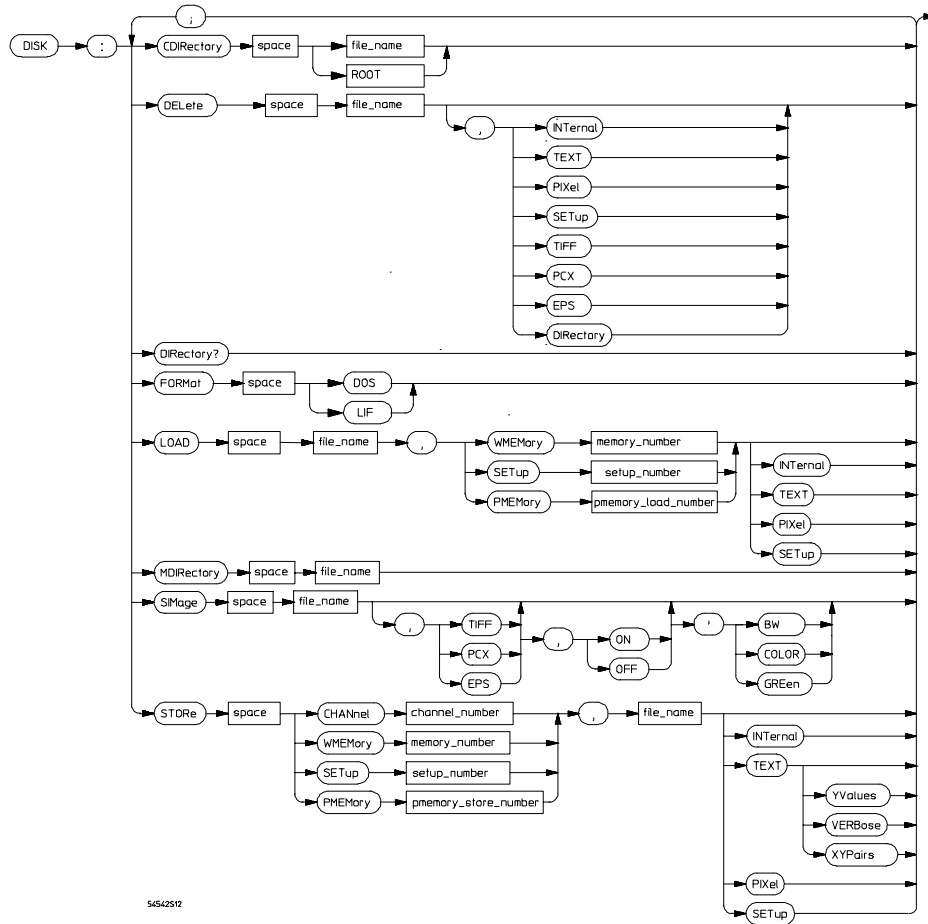 ;
DISK : CDIRectory space file_name
ROOT
DELete space file_name
, INTernal
TEXT
PIXel
SETup
TIFF
PCX
EPS
DIRectory
DIRectory?
FORMat space DOS
LIF
LOAD space file_name , WMEMory memory_number
INTernal
SETup setup_number
TEXT
PMEMory pmemory_load_number
PIXel
SETup
MDIRectory space file_name
SIMage space file_name
, TIFF , ON , BW
PCX OFF COLOR
EPS GREen
STORe space CHANnel channel_number , file_name
WMEMory memory_number INTernal
SETup setup_number TEXT
YValues
PMEMory pmemory_store_number
VERBose
XYPairs
PIXel
SETup
54542S12